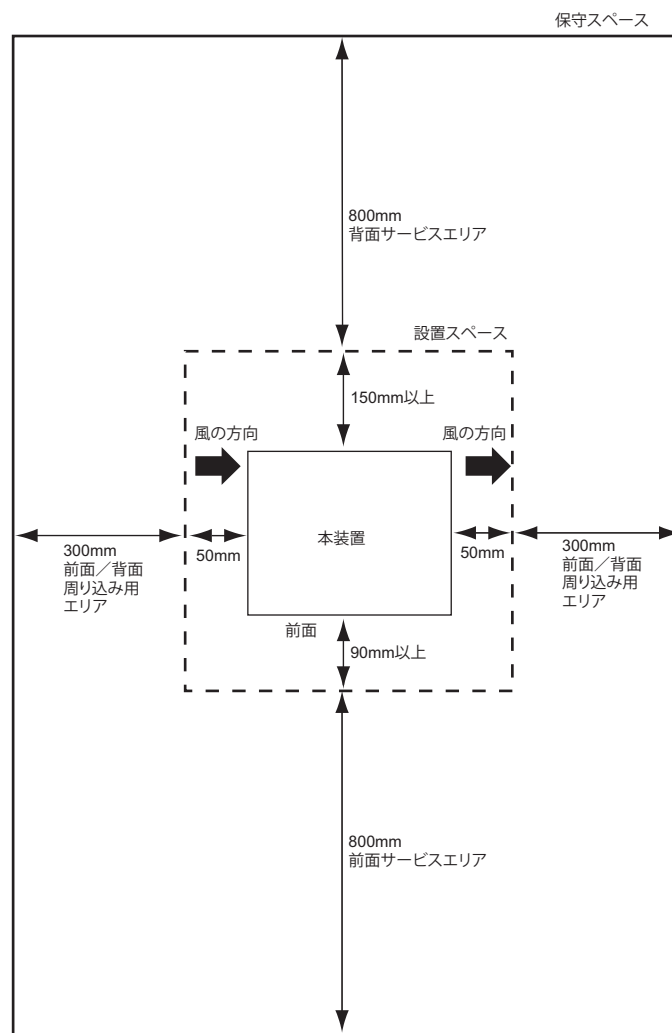 保守スペース
800mm
背面サービスエリア
設置スペース
150mm以上
風の方向
風の方向
本装置
50mm
50mm
300mm
前面／背面
周り込み用
エリア
300mm
前面／背面
周り込み用
エリア
前面
90mm以上
800mm
前面サービスエリア